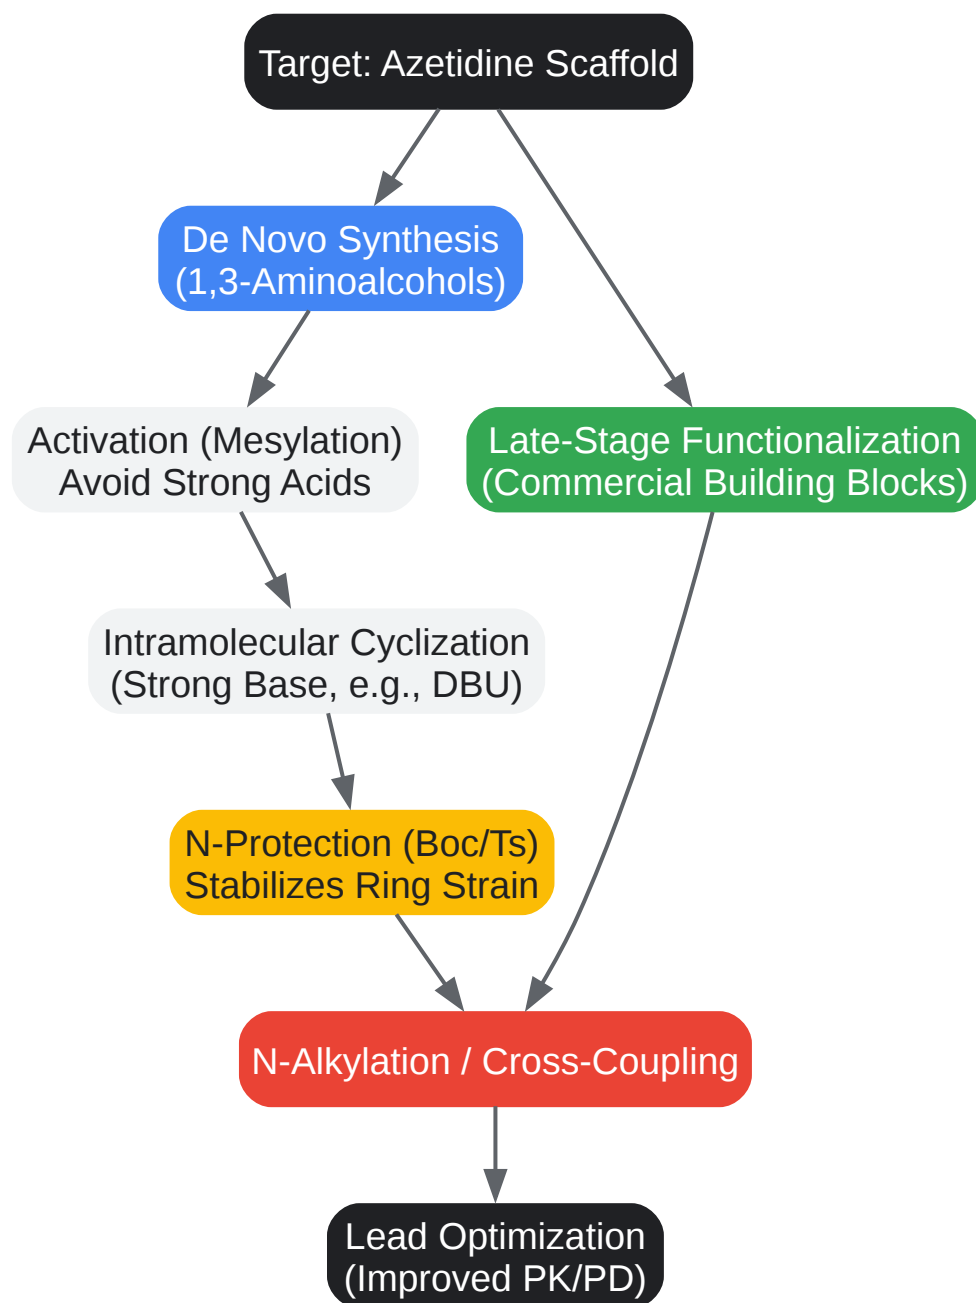 Target: Azetidine Scaffold
De Novo Synthesis
(1,3-Aminoalcohols)
Activation (Mesylation)
Avoid Strong Acids
Late-Stage Functionalization
(Commercial Building Blocks)
Intramolecular Cyclization
(Strong Base, e.g., DBU)
N-Protection (Boc/Ts)
Stabilizes Ring Strain
N-Alkylation / Cross-Coupling
Lead Optimization
(Improved PK/PD)